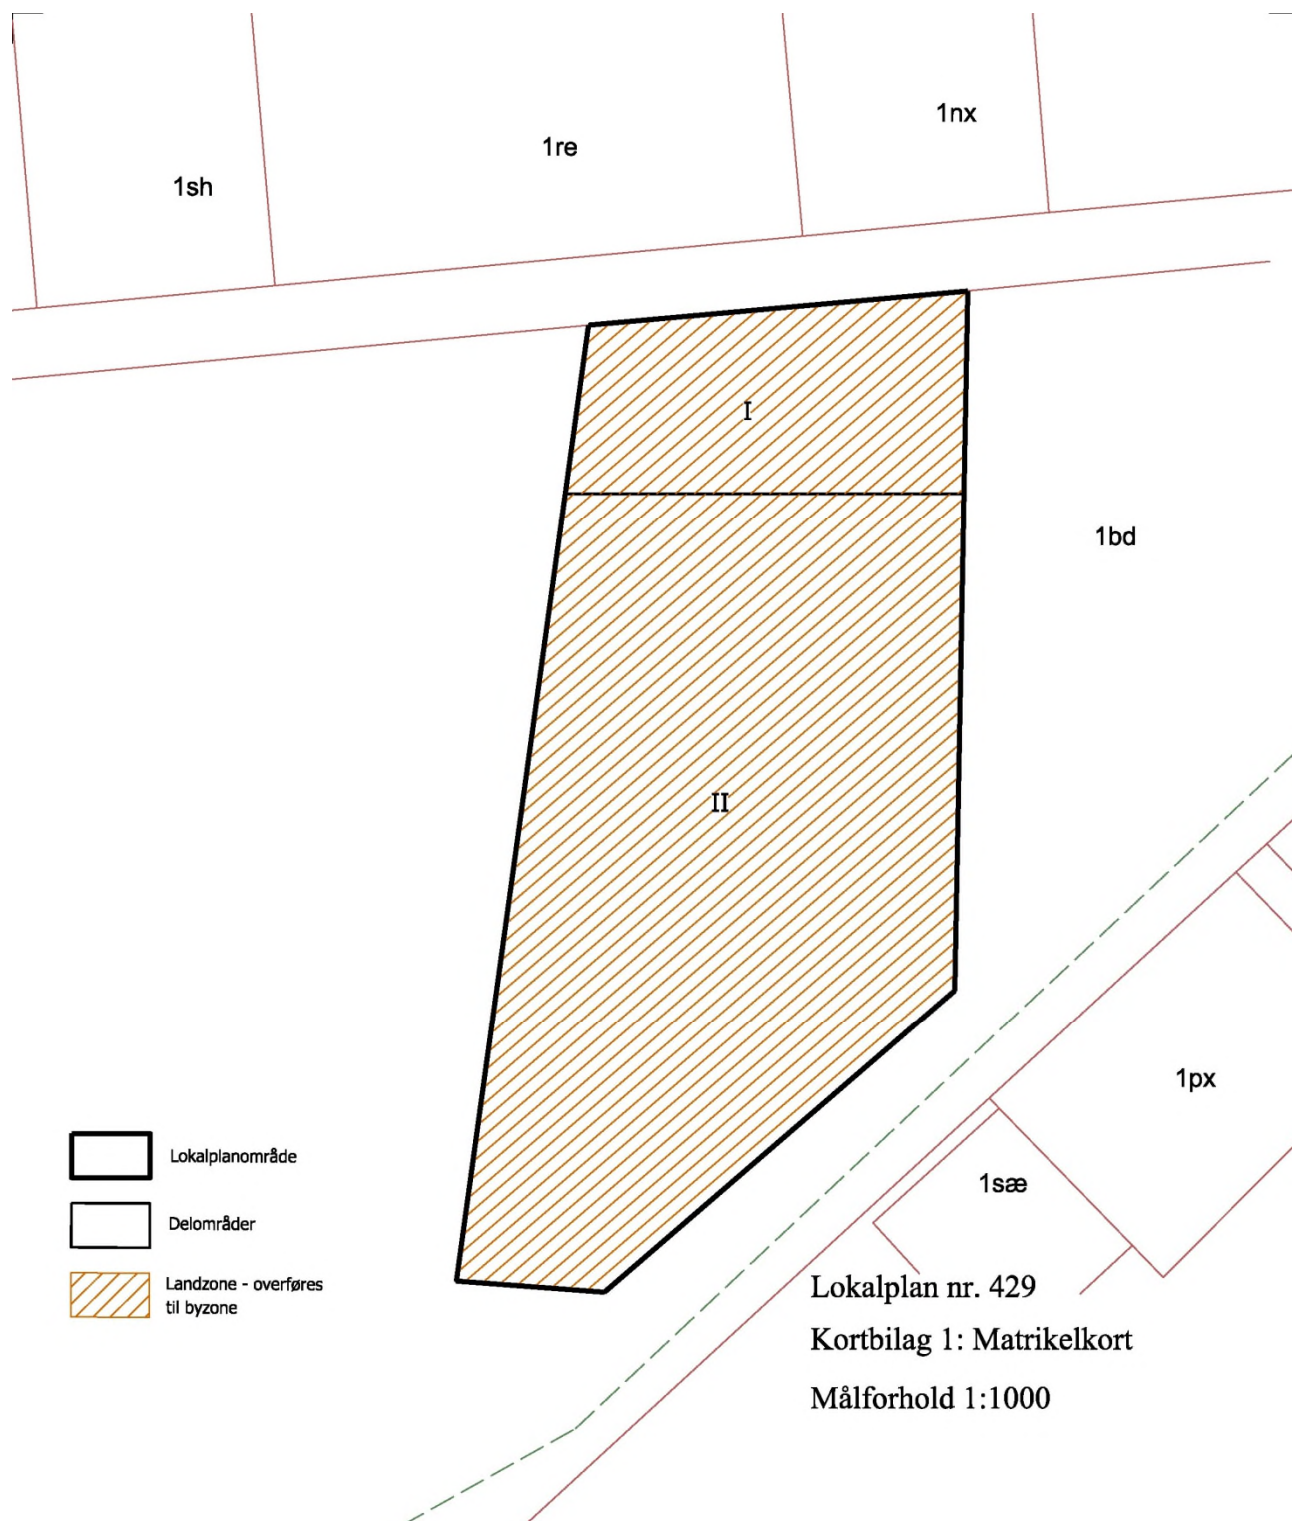 1nx
1re
1sh
I
1bd
II
1px
Lokalplanområde
1sæ
Delområder
Landzone - overføres
til byzone
Lokalplan nr. 429
Kortbilag 1: Matrikelkort
Målforhold 1:1000